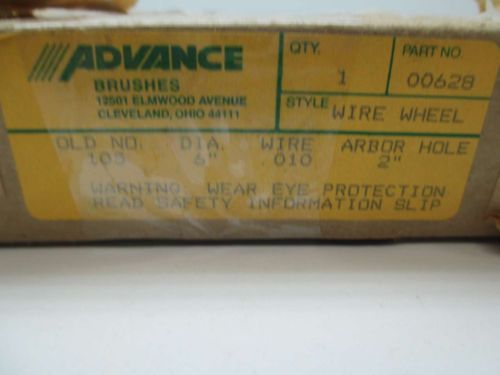 ADVANCE
BRUSHES
12501 ELMWOOD AVENUE
CLEVELAND, OHIO 44111
QTY.
1
PART NO.
00628
STYLE WIRE WHEEL
OLD NO. DIA. WIRE ARBOR HOLE
105 6" .010 2"
WARNING, WEAR EYE PROTECTION
READ SAFETY INFORMATION SLIP